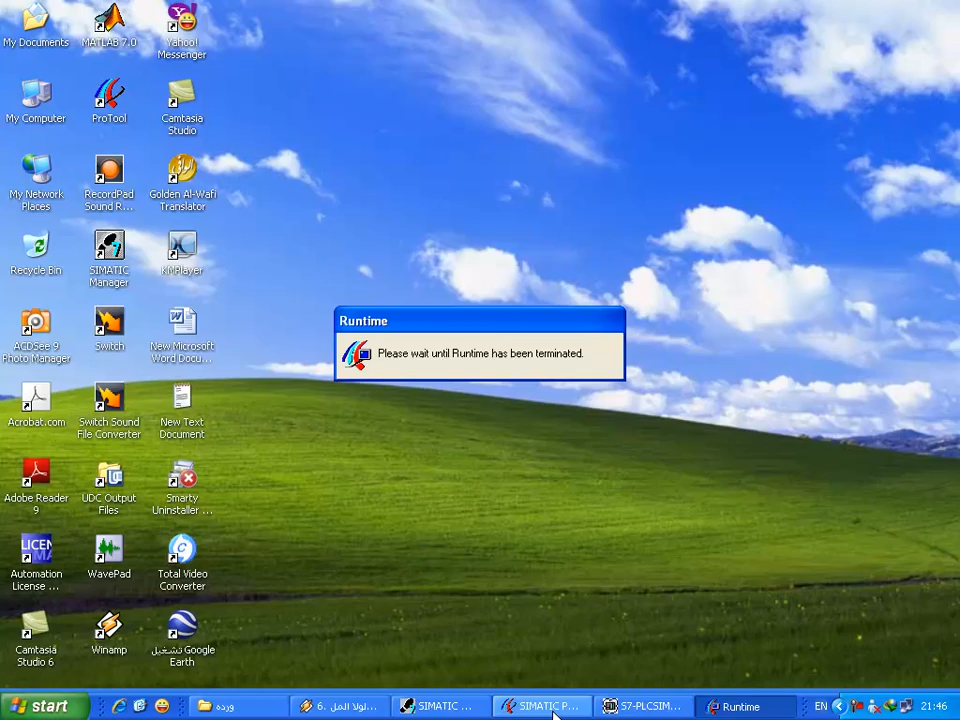 My Documents
MATLAB 7.0
Yahoo!
Messenger
My Computer
ProTool
Camtasia
Studio
My Network
Places
RecordPad
Sound R...
Golden Al-Wafi
Translator
Recycle Bin
SIMATIC
Manager
KMPlayer
ACDSee 9
Photo Manager
Switch
New Microsoft
Word Docu...
Acrobat.com
Switch Sound
File Converter
New Text
Document
Adobe Reader
9
UDC Output
Files
Smarty
Uninstaller ...
Automation
License ...
WavePad
Total Video
Converter
Camtasia
Studio 6
Winamp
تشغيل Google
Earth
Runtime
Please wait until Runtime has been terminated.
start
ورده
6. لولا المل...
SIMATIC ...
SIMATIC P...
S7-PLCSIM...
Runtime
EN
21:46